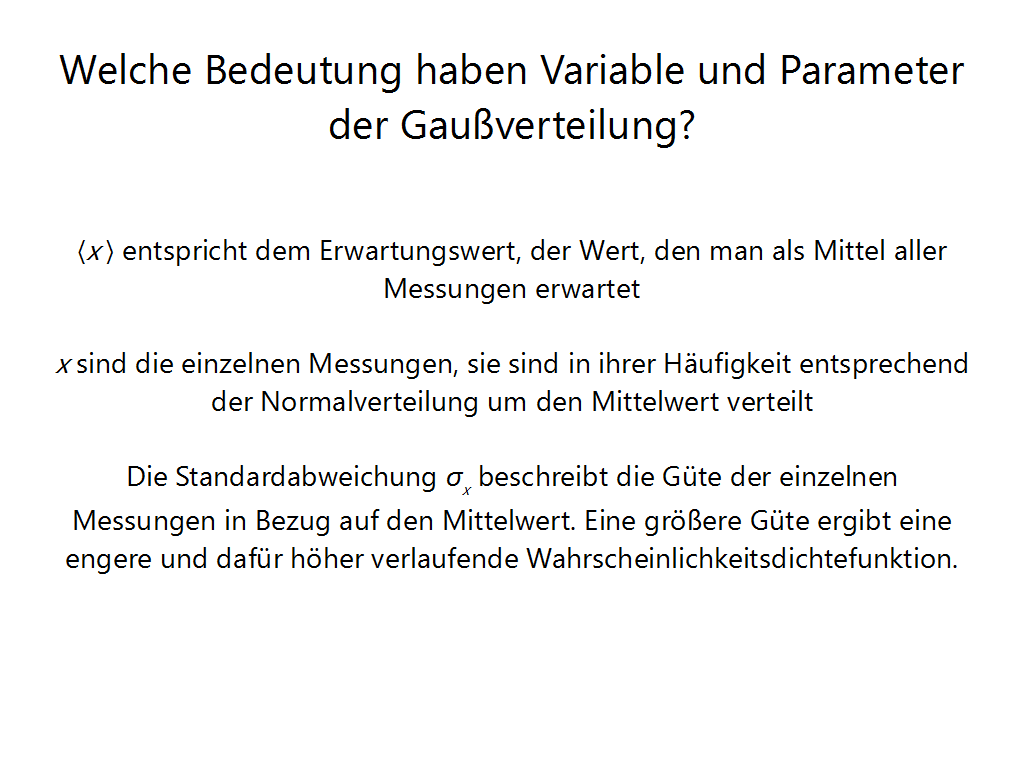 Welche Bedeutung haben Variable und Parameter
der Gaußverteilung?
⟨x⟩ entspricht dem Erwartungswert, der Wert, den man als Mittel aller
Messungen erwartet
x sind die einzelnen Messungen, sie sind in ihrer Häufigkeit entsprechend
der Normalverteilung um den Mittelwert verteilt
Die Standardabweichung σₓ beschreibt die Güte der einzelnen
Messungen in Bezug auf den Mittelwert. Eine größere Güte ergibt eine
engere und dafür höher verlaufende Wahrscheinlichkeitsdichtefunktion.